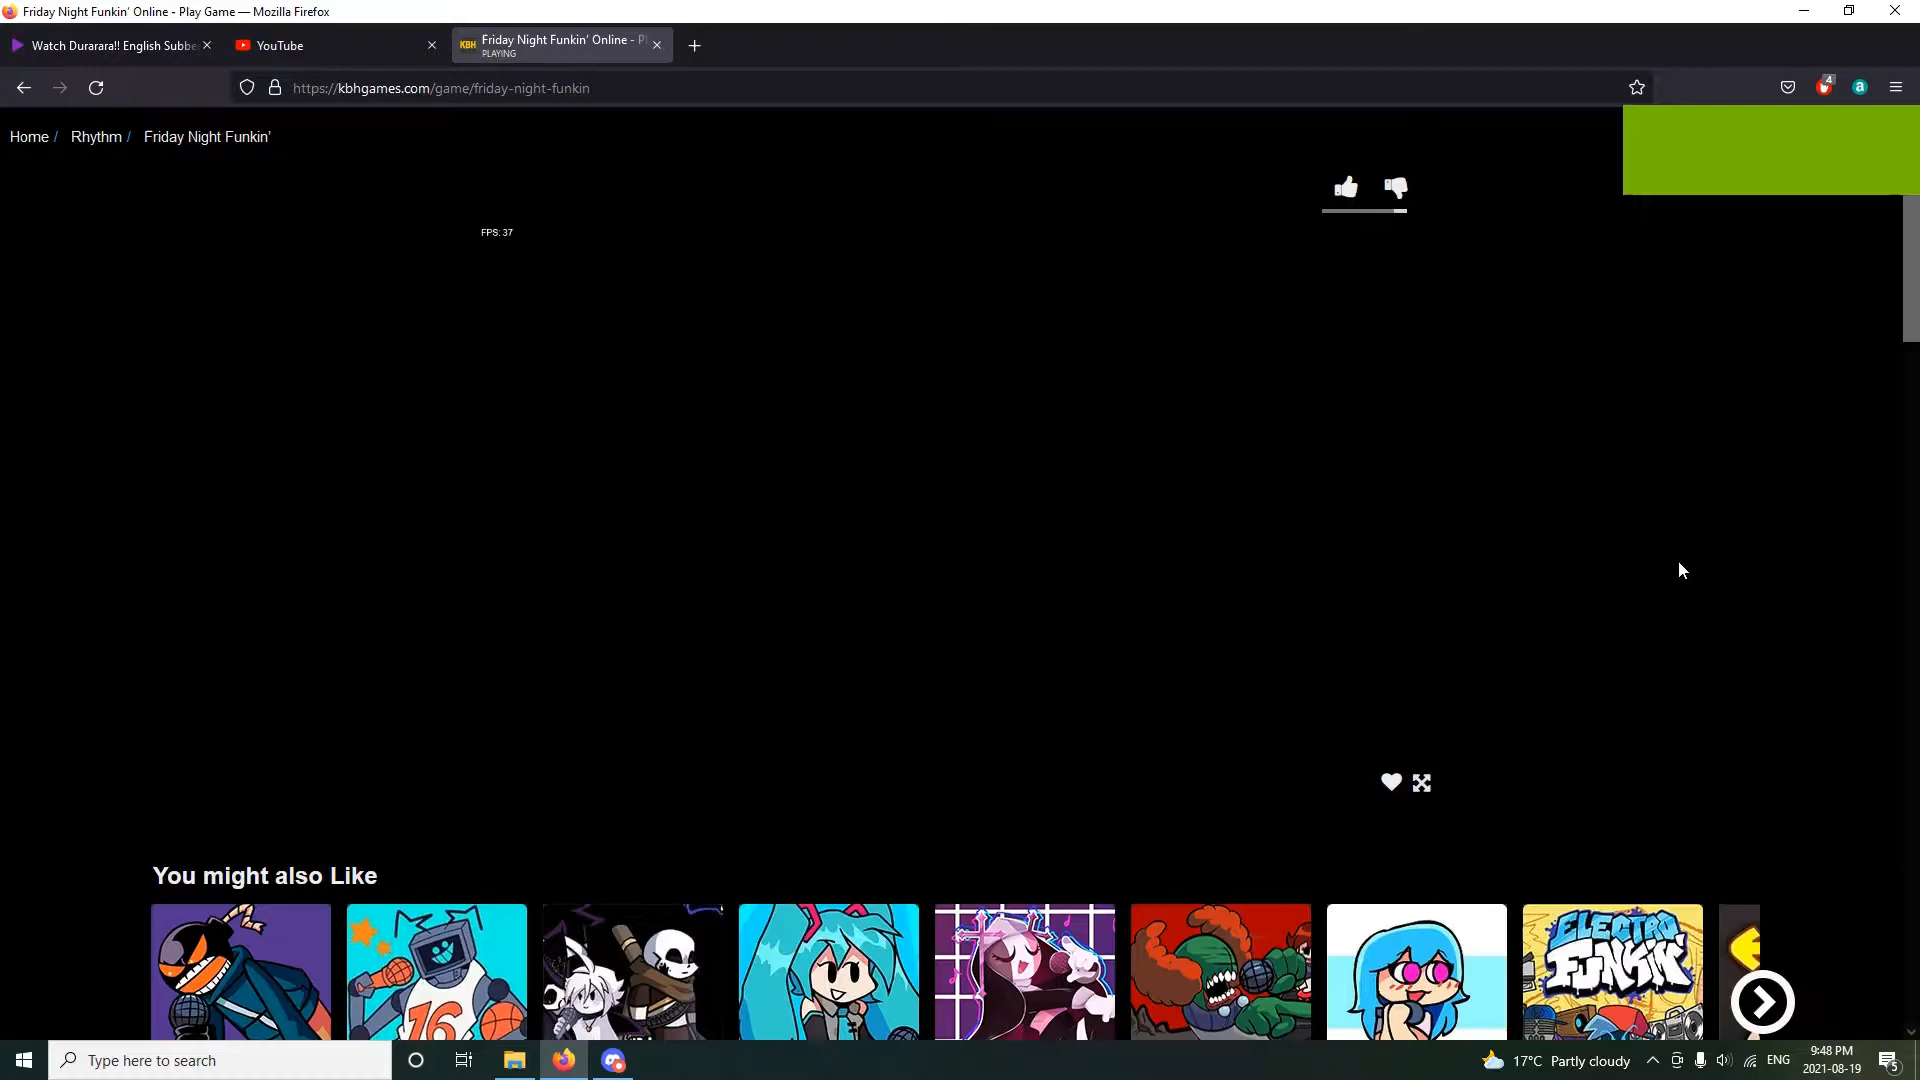 Friday Night Funkin' Online - Play Game — Mozilla Firefox
Watch Durarara!! English Subbe
YouTube
KBH
Friday Night Funkin' Online - P
PLAYING
https://kbhgames.com/game/friday-night-funkin
4
a
Home / Rhythm / Friday Night Funkin'
FPS: 37
You might also Like
16
ELECTRO
FUNKIN'
Type here to search
17°C Partly cloudy
ENG
9:48 PM
2021-08-19
5